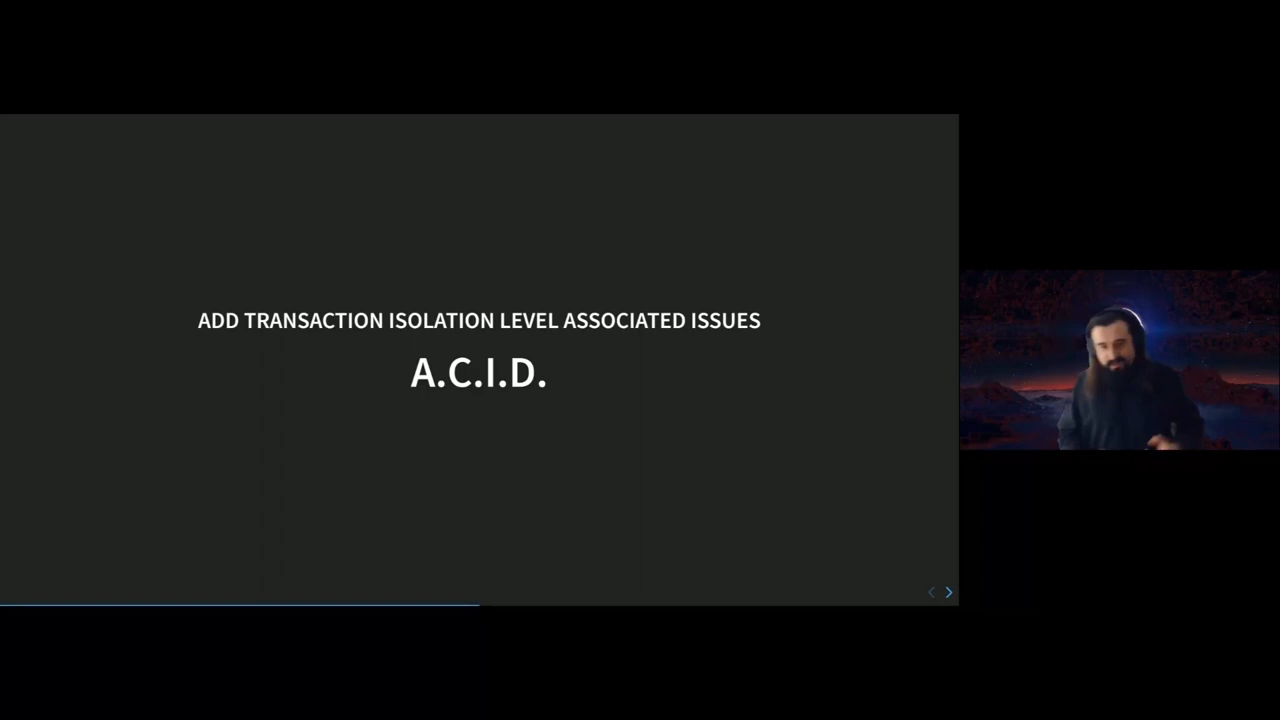 ADD TRANSACTION ISOLATION LEVEL ASSOCIATED ISSUES
A.C.I.D.